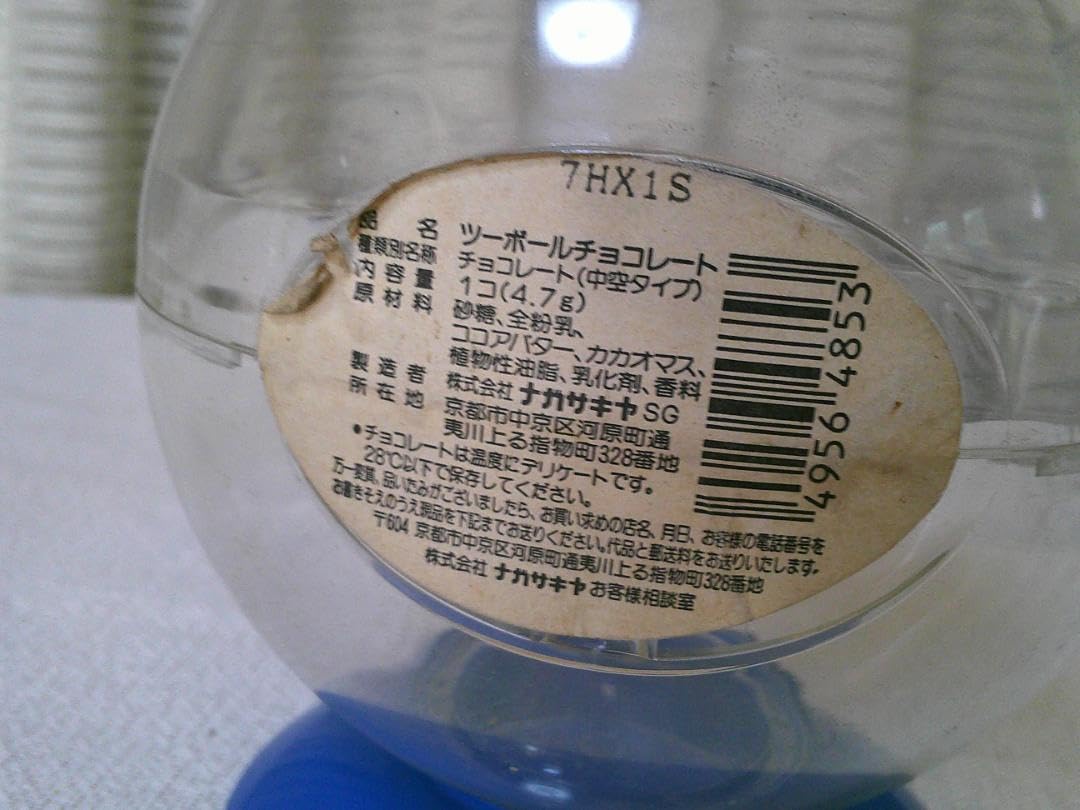 7HX1S
品名 ツーボールチョコレート
種類別名称 チョコレート(中空タイプ)
内容量 1コ(4.7g)
原材料 砂糖、全粉乳、
ココアバター、カカオマス、
植物性油脂、乳化剤、香料
製造者 株式会社 ナガサキヤ SG
所在地 京都市中京区河原町通
夷川上る指物町328番地
●チョコレートは温度にデリケートです。
28℃以下で保存してください。
万一変質、品いたみがございましたら、お買い求めの店名、月日、お客様の電話番号を
お書きそえのうえ現品を下記までお送りください。代品と郵送料をお送りいたします。
〒604 京都市中京区河原町通夷川上る指物町328番地
株式会社 ナガサキヤ お客様相談室
4956 4853